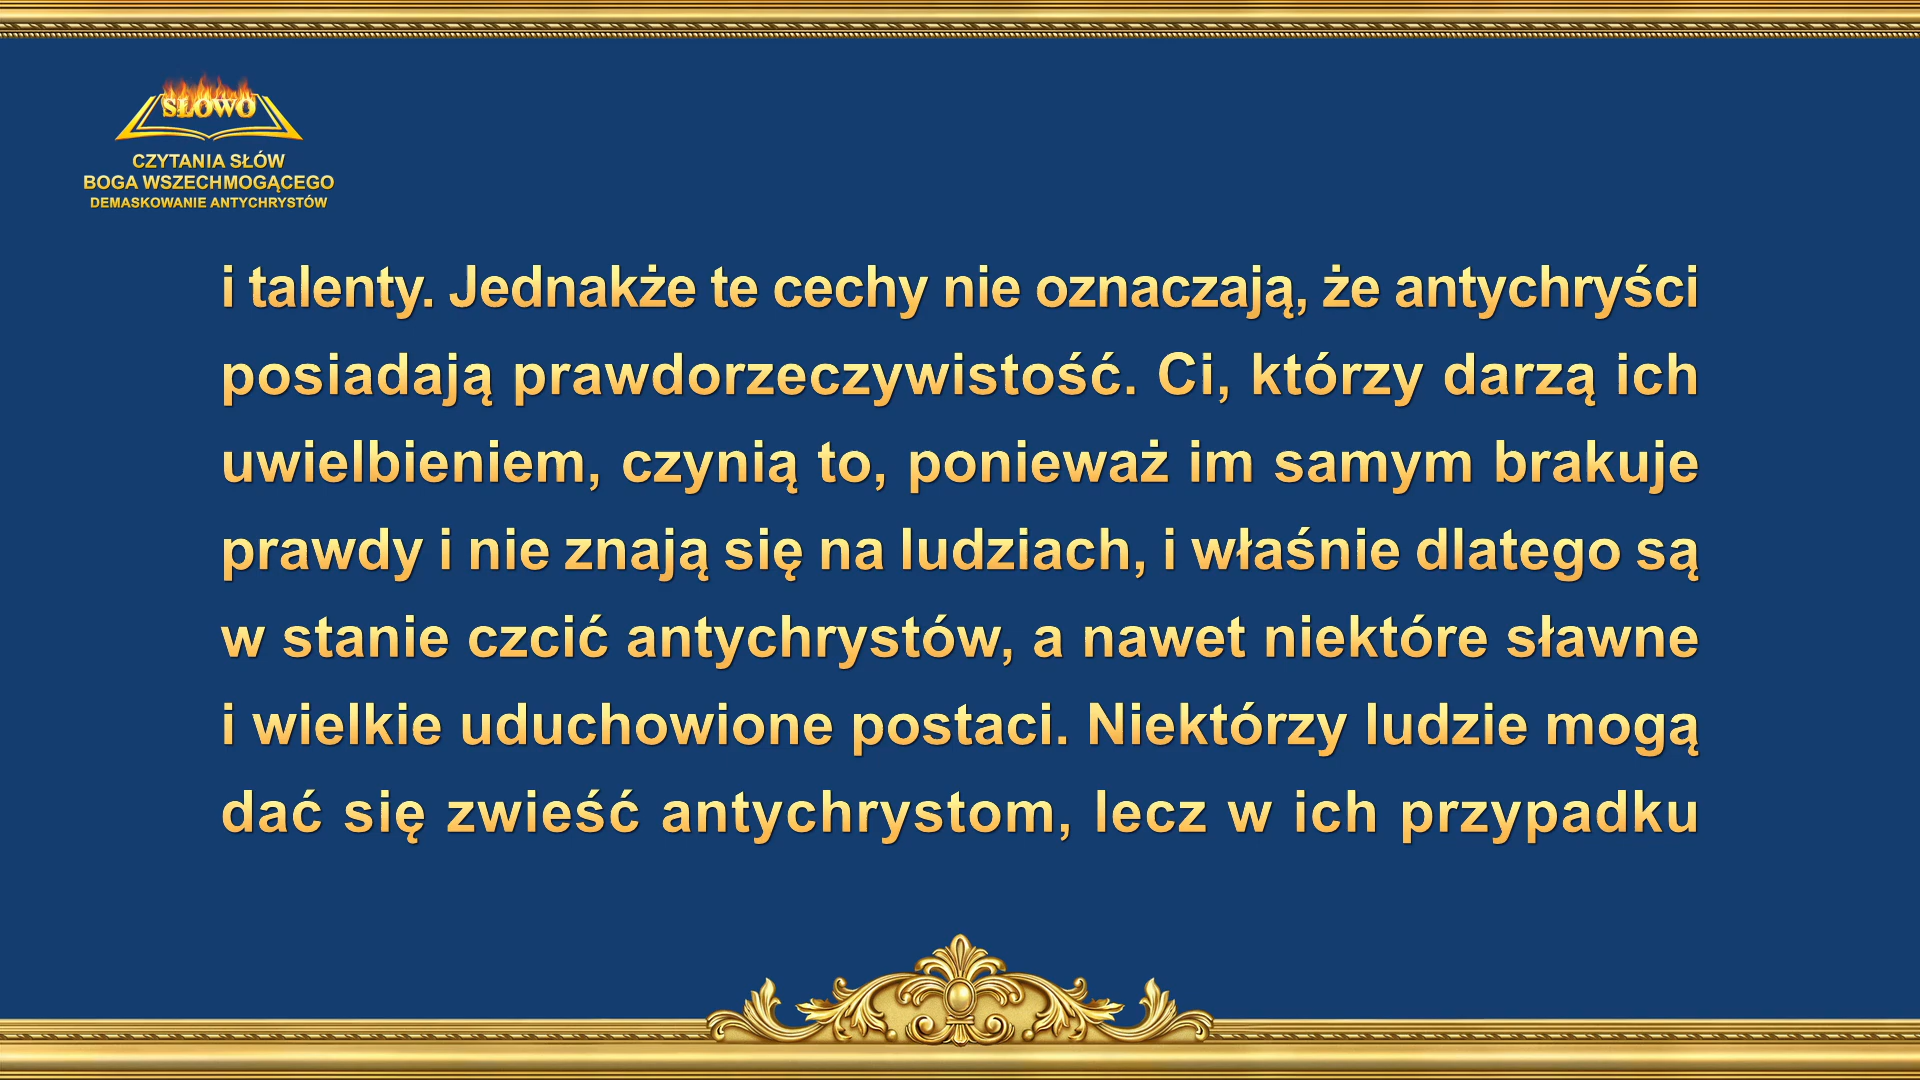 SŁOWO
CZYTANIA SŁÓW
BOGA WSZECHMOGĄCEGO
DEMASKOWANIE ANTYCHRYSTÓW
i talenty. Jednakże te cechy nie oznaczają, że antychryści
posiadają prawdorzeczywistość. Ci, którzy darzą ich
uwielbieniem, czynią to, ponieważ im samym brakuje
prawdy i nie znają się na ludziach, i właśnie dlatego są
w stanie czcić antychrystów, a nawet niektóre sławne
i wielkie uduchowione postaci. Niektórzy ludzie mogą
dać się zwieść antychrystom, lecz w ich przypadku